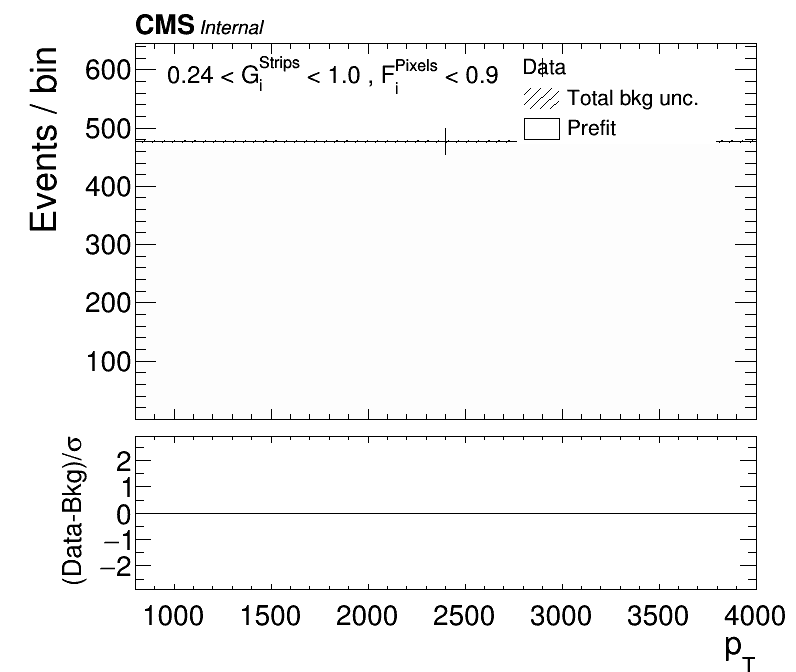 CMS Internal
0.24 < G_i^Strips < 1.0 , F_i^Pixels < 0.9
Data
Total bkg unc.
Prefit
Events / bin
600
500
400
300
200
100
(Data-Bkg)/σ
2
1
0
−1
−2
1000 1500 2000 2500 3000 3500 4000
p_T